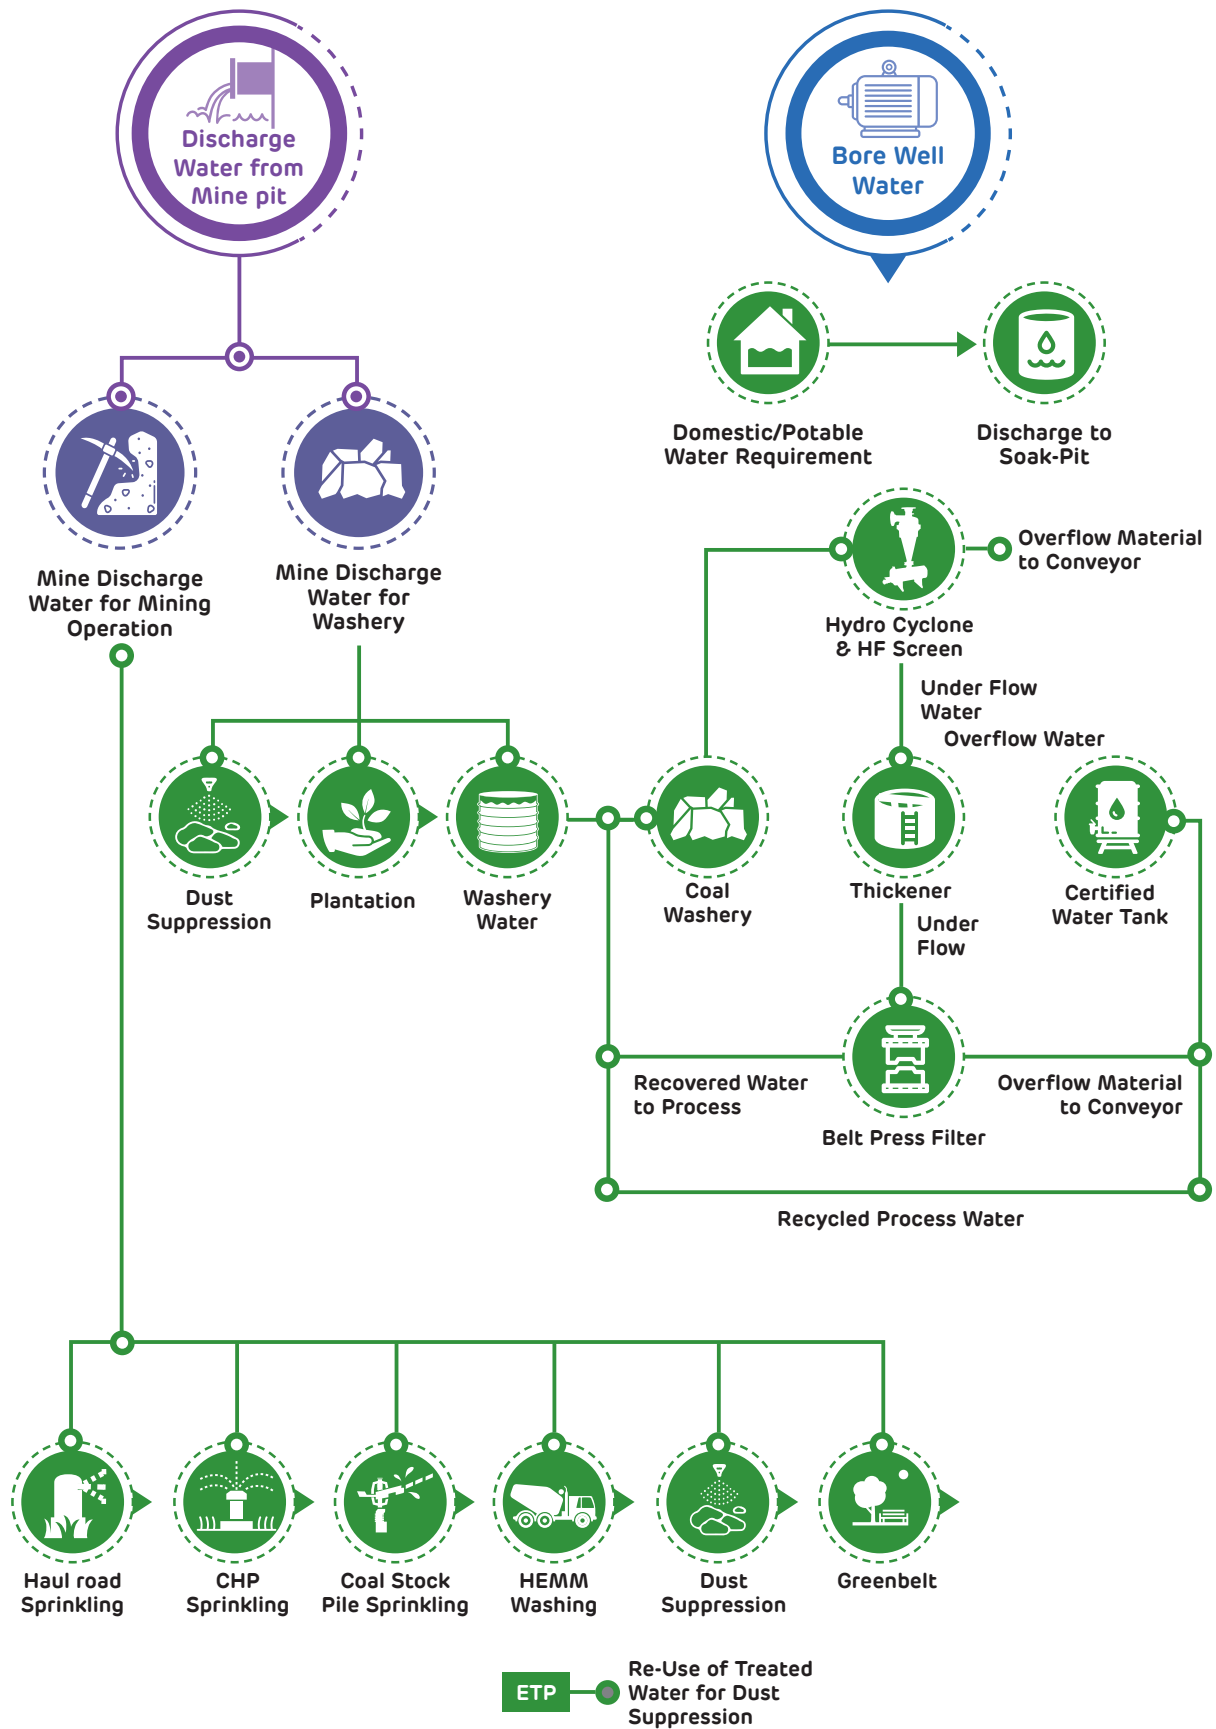 Discharge
Water from
Mine pit
Bore Well
Water
Domestic/Potable
Water Requirement
Discharge to
Soak-Pit
Mine Discharge
Water for Mining
Operation
Mine Discharge
Water for
Washery
Overflow Material
to Conveyor
Hydro Cyclone
& HF Screen
Under Flow
Water
Overflow Water
Dust
Suppression
Plantation
Washery
Water
Coal
Washery
Thickener
Certified
Water Tank
Under
Flow
Recovered Water
to Process
Overflow Material
to Conveyor
Belt Press Filter
Recycled Process Water
Haul road
Sprinkling
CHP
Sprinkling
Coal Stock
Pile Sprinkling
HEMM
Washing
Dust
Suppression
Greenbelt
ETP
Re-Use of Treated
Water for Dust
Suppression